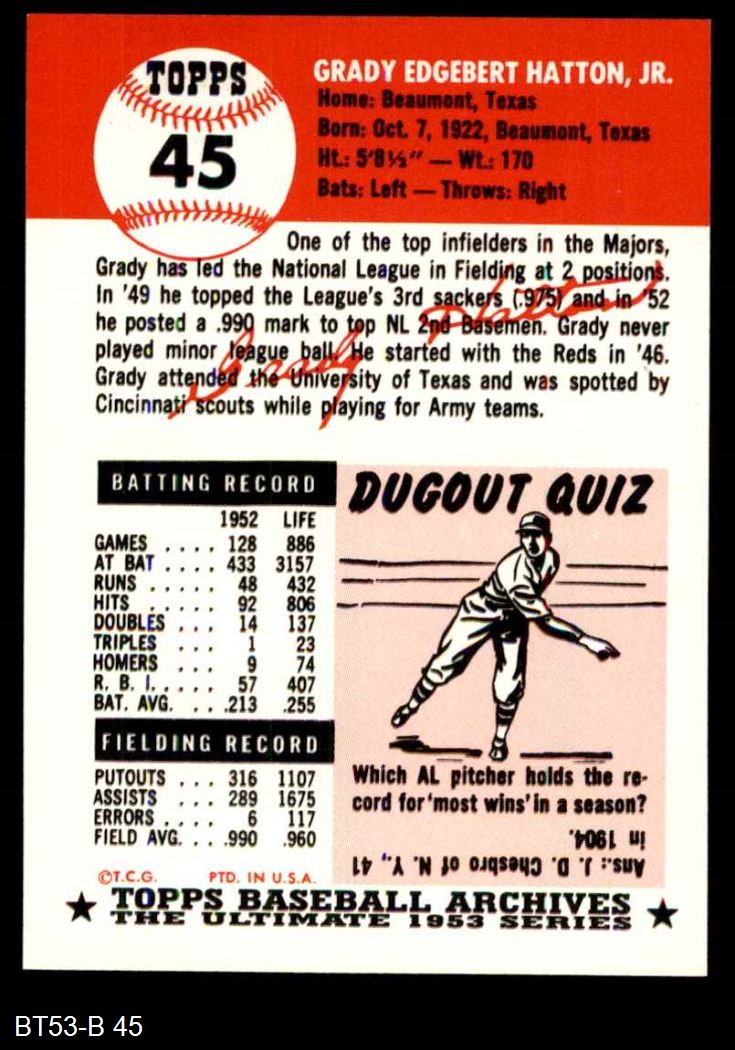 TOPPS
45
GRADY EDGEBERT HATTON, JR.
Home: Beaumont, Texas
Born: Oct. 7, 1922, Beaumont, Texas
Ht.: 5'8½" — Wt.: 170
Bats: Left — Throws: Right
One of the top infielders in the Majors,
Grady has led the National League in Fielding at 2 positions.
In '49 he topped the League's 3rd sackers (.975) and in '52
he posted a .990 mark to top NL 2nd Basemen. Grady never
played minor league ball. He started with the Reds in '46.
Grady attended the University of Texas and was spotted by
Cincinnati scouts while playing for Army teams.
Grady Hatton
BATTING RECORD
1952 LIFE
GAMES .... 128 886
AT BAT .... 433 3157
RUNS .... 48 432
HITS ..... 92 806
DOUBLES ... 14 137
TRIPLES ... 1 23
HOMERS ... 9 74
R. B. I. .... 57 407
BAT. AVG. ... .213 .255
FIELDING RECORD
PUTOUTS ... 316 1107
ASSISTS ... 289 1675
ERRORS .... 6 117
FIELD AVG. ... .990 .960
DUGOUT QUIZ
Which AL pitcher holds the re-
cord for 'most wins' in a season?
Ans.: J. D. Chesbro of N. Y., 41
in 1904.
©T.C.G. PTD. IN U.S.A.
TOPPS BASEBALL ARCHIVES
THE ULTIMATE 1953 SERIES
BT53-B 45